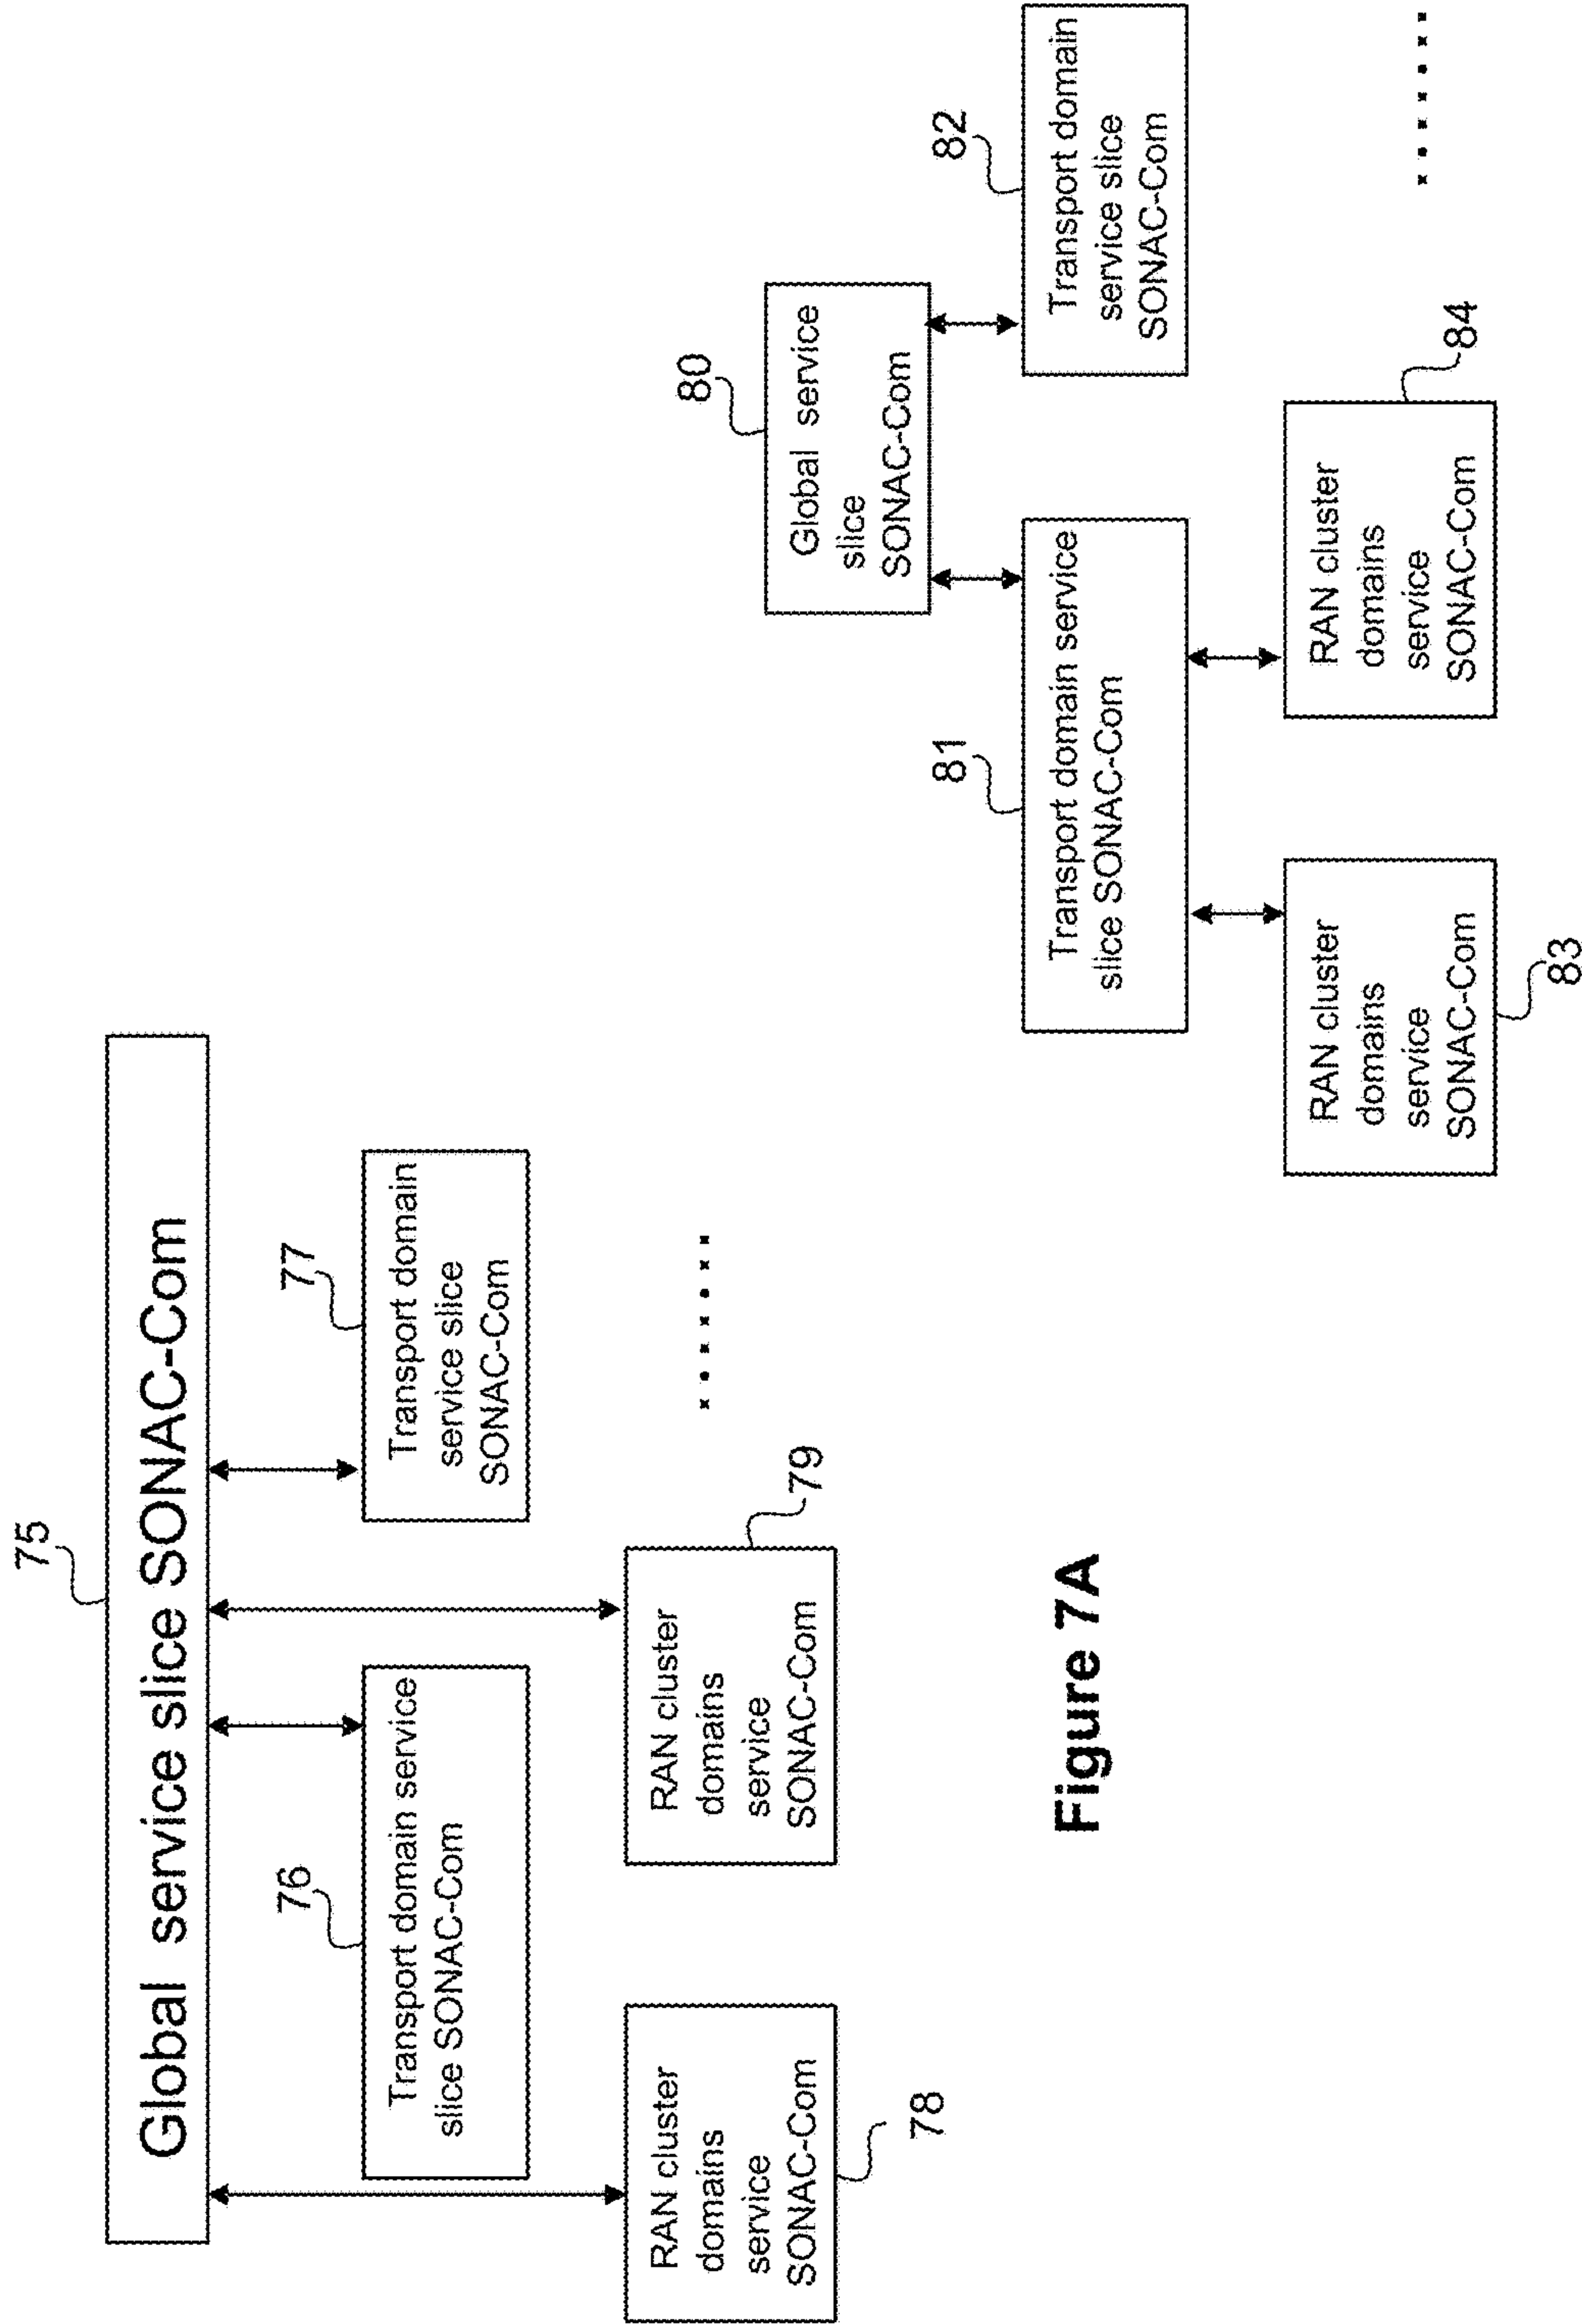 75
Global service slice SONAC-Com
76
Transport domain service
slice SONAC-Com
77
Transport domain
service slice
SONAC-Com
RAN cluster
domains
service
SONAC-Com
78
RAN cluster
domains
service
SONAC-Com
79
Figure 7A
80
Global service
slice
SONAC-Com
81
Transport domain service
slice SONAC-Com
82
Transport domain
service slice
SONAC-Com
RAN cluster
domains
service
SONAC-Com
83
RAN cluster
domains
service
SONAC-Com
84